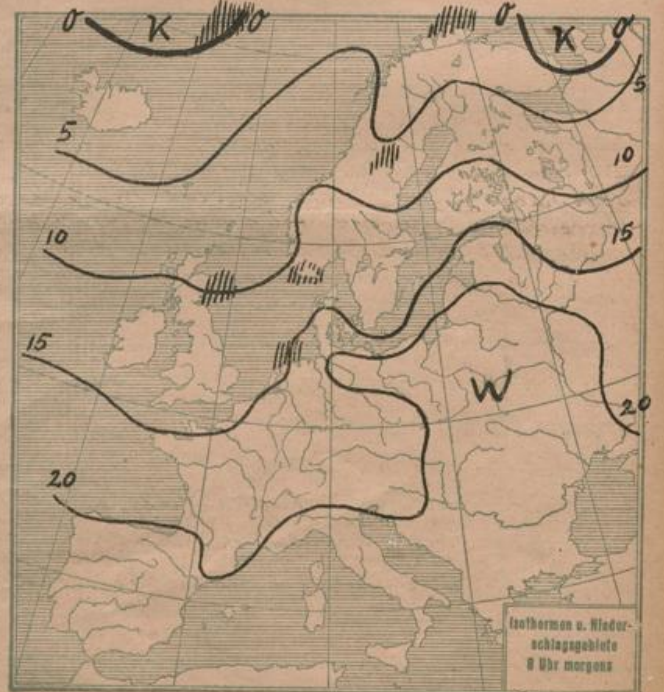 0 K 0 0 K 0
5 5
10 10
15 15
W
20 20
Isothermen u. Nieder-
schlagsgebiete
8 Uhr morgens